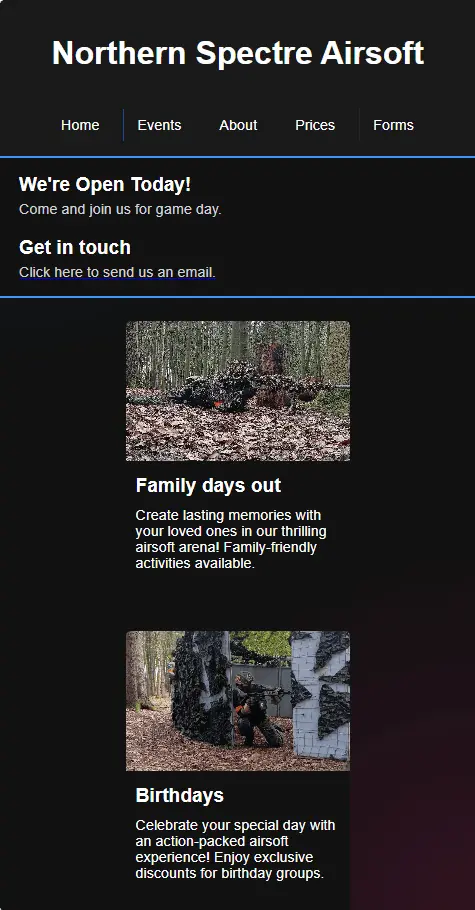 Northern Spectre Airsoft
Home Events About Prices Forms
We're Open Today!
Come and join us for game day.
Get in touch
Click here to send us an email.
Family days out
Create lasting memories with
your loved ones in our thrilling
airsoft arena! Family-friendly
activities available.
Birthdays
Celebrate your special day with
an action-packed airsoft
experience! Enjoy exclusive
discounts for birthday groups.